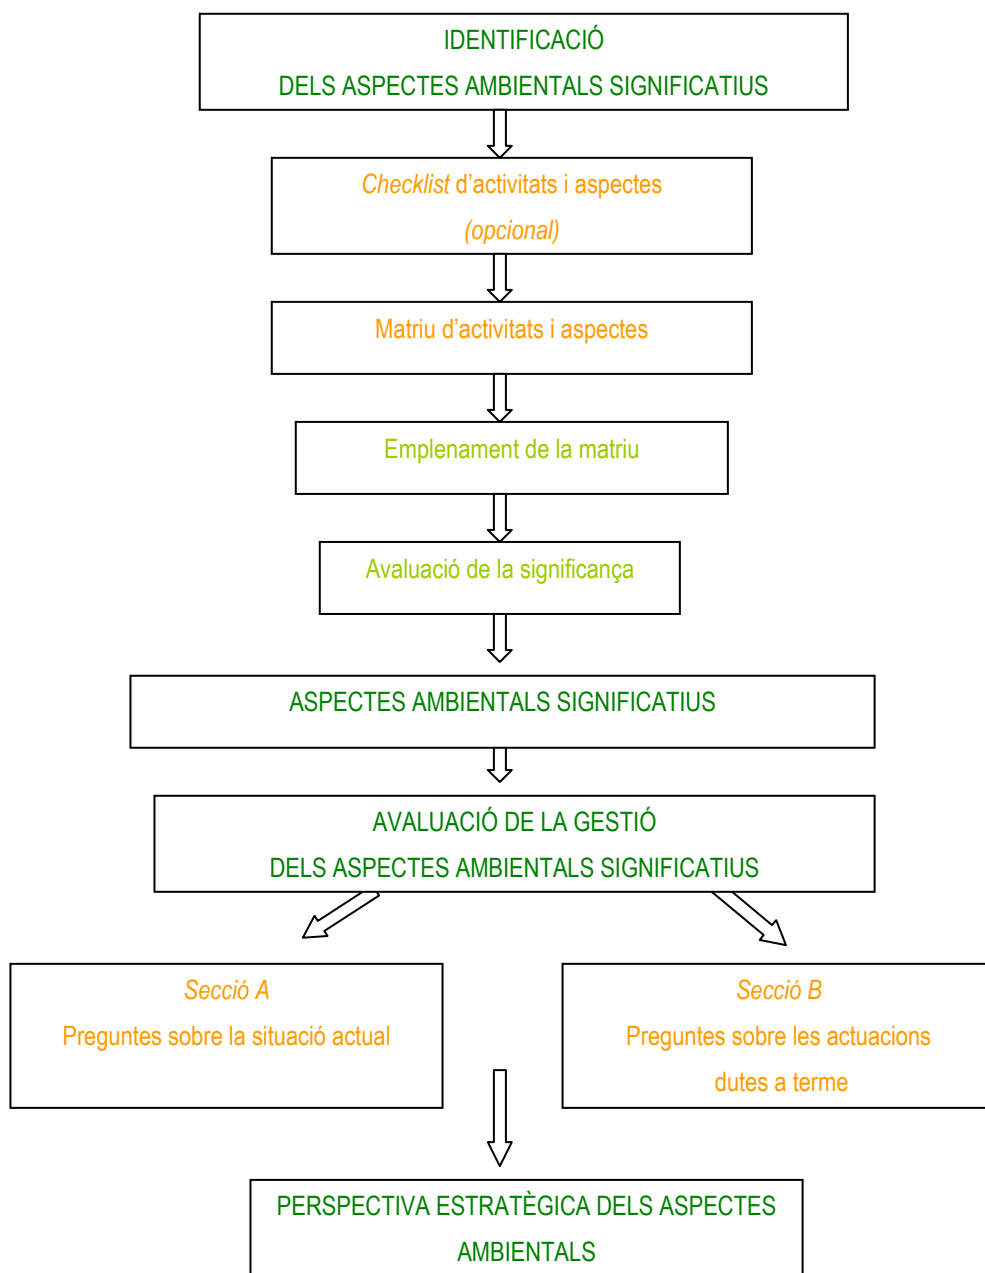 IDENTIFICACIÓ
DELS ASPECTES AMBIENTALS SIGNIFICATIUS
Checklist d’activitats i aspectes
(opcional)
Matriu d’activitats i aspectes
Emplenament de la matriu
Avaluació de la significança
ASPECTES AMBIENTALS SIGNIFICATIUS
AVALUACIÓ DE LA GESTIÓ
DELS ASPECTES AMBIENTALS SIGNIFICATIUS
Secció A
Preguntes sobre la situació actual
Secció B
Preguntes sobre les actuacions
dutes a terme
PERSPECTIVA ESTRATÈGICA DELS ASPECTES
AMBIENTALS